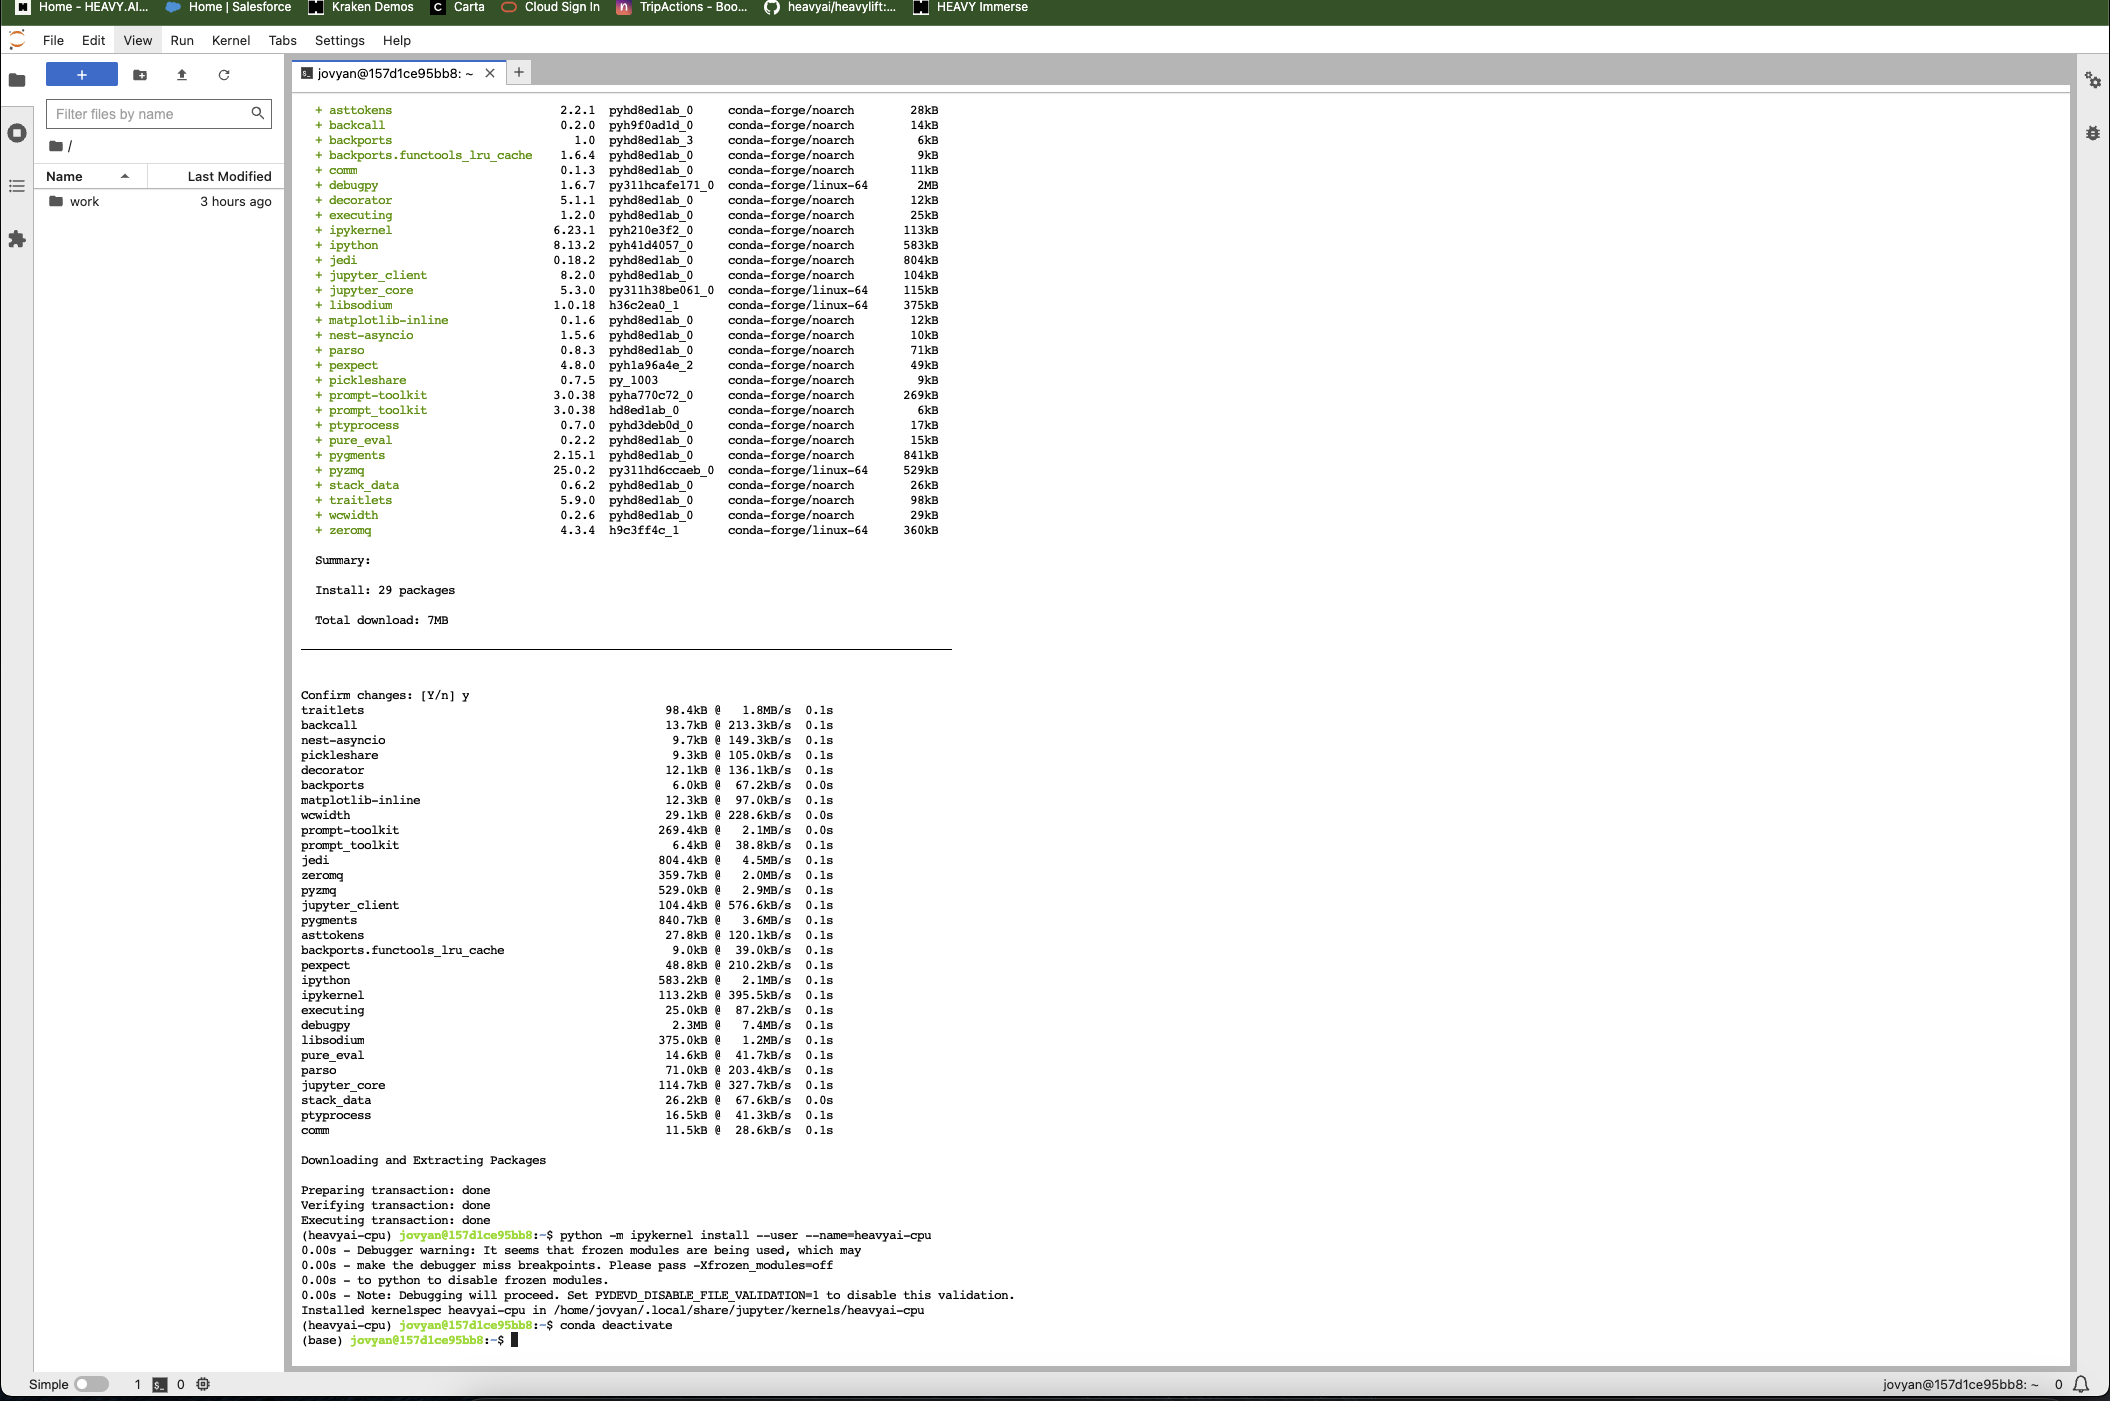 Home - HEAVY.AI... Home | Salesforce Kraken Demos Carta Cloud Sign In TripActions - Boo... heavyai/heavylift:... HEAVY Immerse
File Edit View Run Kernel Tabs Settings Help
jovyan@157d1ce95bb8: ~
Filter files by name
/
Name Last Modified
work 3 hours ago
+ asttokens 2.2.1 pyhd8ed1ab_0 conda-forge/noarch 28kB
+ backcall 0.2.0 pyh9f0ad1d_0 conda-forge/noarch 14kB
+ backports 1.0 pyhd8ed1ab_3 conda-forge/noarch 6kB
+ backports.functools_lru_cache 1.6.4 pyhd8ed1ab_0 conda-forge/noarch 9kB
+ comm 0.1.3 pyhd8ed1ab_0 conda-forge/noarch 11kB
+ debugpy 1.6.7 py311hcafe171_0 conda-forge/linux-64 2MB
+ decorator 5.1.1 pyhd8ed1ab_0 conda-forge/noarch 12kB
+ executing 1.2.0 pyhd8ed1ab_0 conda-forge/noarch 25kB
+ ipykernel 6.23.1 pyh210e3f2_0 conda-forge/noarch 113kB
+ ipython 8.13.2 pyh41d4057_0 conda-forge/noarch 583kB
+ jedi 0.18.2 pyhd8ed1ab_0 conda-forge/noarch 804kB
+ jupyter_client 8.2.0 pyhd8ed1ab_0 conda-forge/noarch 104kB
+ jupyter_core 5.3.0 py311h38be061_0 conda-forge/linux-64 115kB
+ libsodium 1.0.18 h36c2ea0_1 conda-forge/linux-64 375kB
+ matplotlib-inline 0.1.6 pyhd8ed1ab_0 conda-forge/noarch 12kB
+ nest-asyncio 1.5.6 pyhd8ed1ab_0 conda-forge/noarch 10kB
+ parso 0.8.3 pyhd8ed1ab_0 conda-forge/noarch 71kB
+ pexpect 4.8.0 pyh1a96a4e_2 conda-forge/noarch 49kB
+ pickleshare 0.7.5 py_1003 conda-forge/noarch 9kB
+ prompt-toolkit 3.0.38 pyha770c72_0 conda-forge/noarch 269kB
+ prompt_toolkit 3.0.38 hd8ed1ab_0 conda-forge/noarch 6kB
+ ptyprocess 0.7.0 pyhd3deb0d_0 conda-forge/noarch 17kB
+ pure_eval 0.2.2 pyhd8ed1ab_0 conda-forge/noarch 15kB
+ pygments 2.15.1 pyhd8ed1ab_0 conda-forge/noarch 841kB
+ pyzmq 25.0.2 py311hd6ccaeb_0 conda-forge/linux-64 529kB
+ stack_data 0.6.2 pyhd8ed1ab_0 conda-forge/noarch 26kB
+ traitlets 5.9.0 pyhd8ed1ab_0 conda-forge/noarch 98kB
+ wcwidth 0.2.6 pyhd8ed1ab_0 conda-forge/noarch 29kB
+ zeromq 4.3.4 h9c3ff4c_1 conda-forge/linux-64 360kB
Summary:
Install: 29 packages
Total download: 7MB
Confirm changes: [Y/n] y
traitlets 98.4kB @ 1.8MB/s 0.1s
backcall 13.7kB @ 213.3kB/s 0.1s
nest-asyncio 9.7kB @ 149.3kB/s 0.1s
pickleshare 9.3kB @ 105.0kB/s 0.1s
decorator 12.1kB @ 136.1kB/s 0.1s
backports 6.0kB @ 67.2kB/s 0.0s
matplotlib-inline 12.3kB @ 97.0kB/s 0.1s
wcwidth 29.1kB @ 228.6kB/s 0.0s
prompt-toolkit 269.4kB @ 2.1MB/s 0.0s
prompt_toolkit 6.4kB @ 38.8kB/s 0.1s
jedi 804.4kB @ 4.5MB/s 0.1s
zeromq 359.7kB @ 2.0MB/s 0.1s
pyzmq 529.0kB @ 2.9MB/s 0.1s
jupyter_client 104.4kB @ 576.6kB/s 0.1s
pygments 840.7kB @ 3.6MB/s 0.1s
asttokens 27.8kB @ 120.1kB/s 0.1s
backports.functools_lru_cache 9.0kB @ 39.0kB/s 0.1s
pexpect 48.8kB @ 210.2kB/s 0.1s
ipython 583.2kB @ 2.1MB/s 0.1s
ipykernel 113.2kB @ 395.5kB/s 0.1s
executing 25.0kB @ 87.2kB/s 0.1s
debugpy 2.3MB @ 7.4MB/s 0.1s
libsodium 375.0kB @ 1.2MB/s 0.1s
pure_eval 14.6kB @ 41.7kB/s 0.1s
parso 71.0kB @ 203.4kB/s 0.1s
jupyter_core 114.7kB @ 327.7kB/s 0.1s
stack_data 26.2kB @ 67.6kB/s 0.0s
ptyprocess 16.5kB @ 41.3kB/s 0.1s
comm 11.5kB @ 28.6kB/s 0.1s
Downloading and Extracting Packages
Preparing transaction: done
Verifying transaction: done
Executing transaction: done
(heavyai-cpu) jovyan@157d1ce95bb8:~$ python -m ipykernel install --user --name=heavyai-cpu
0.00s - Debugger warning: It seems that frozen modules are being used, which may
0.00s - make the debugger miss breakpoints. Please pass -Xfrozen_modules=off
0.00s - to python to disable frozen modules.
0.00s - Note: Debugging will proceed. Set PYDEVD_DISABLE_FILE_VALIDATION=1 to disable this validation.
Installed kernelspec heavyai-cpu in /home/jovyan/.local/share/jupyter/kernels/heavyai-cpu
(heavyai-cpu) jovyan@157d1ce95bb8:~$ conda deactivate
(base) jovyan@157d1ce95bb8:~$
Simple 1 0 jovyan@157d1ce95bb8: ~ 0